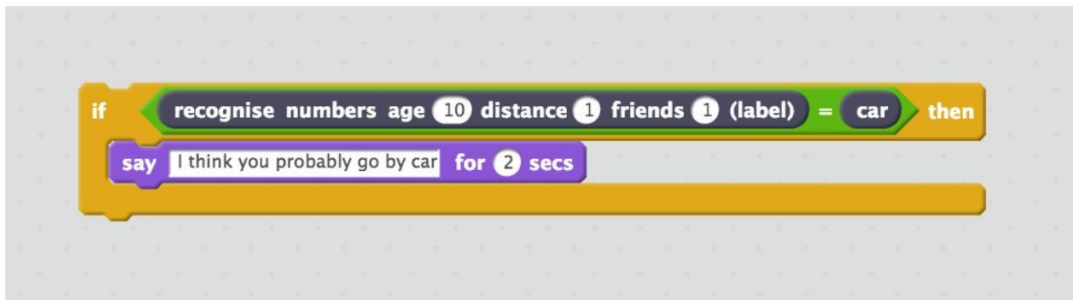 if recognise numbers age 10 distance 1 friends 1 (label) = car then
say I think you probably go by car for 2 secs